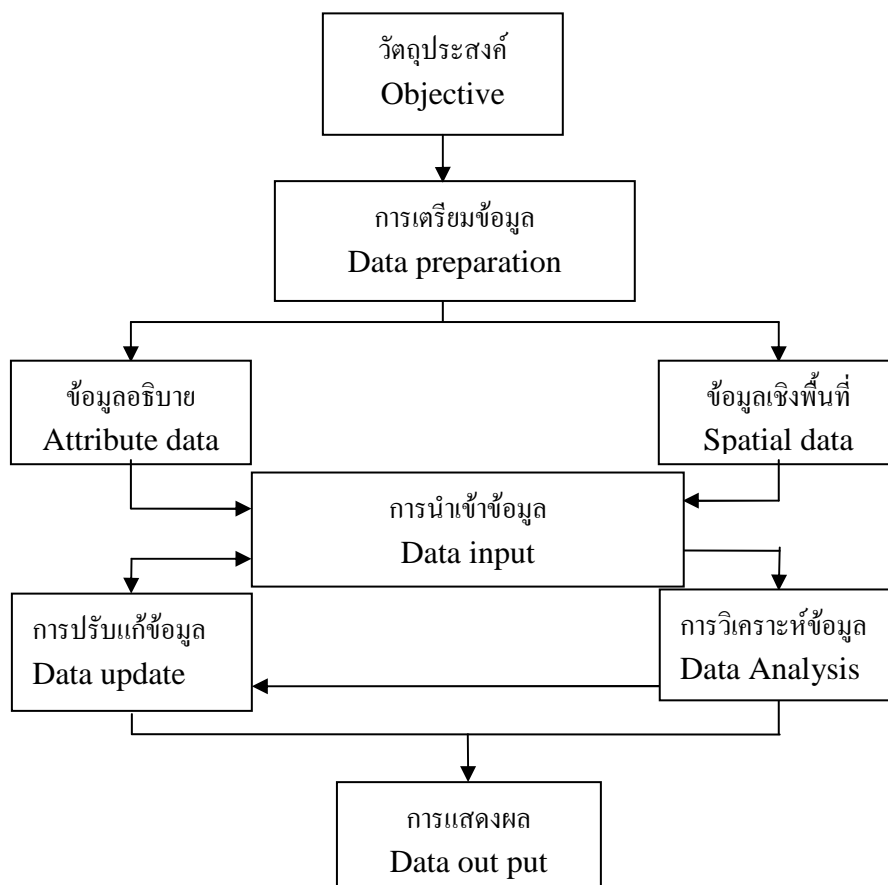 วัตถุประสงค์
Objective
การเตรียมข้อมูล
Data preparation
ข้อมูลอธิบาย
Attribute data
ข้อมูลเชิงพื้นที่
Spatial data
การนำเข้าข้อมูล
Data input
การปรับแก้ข้อมูล
Data update
การวิเคราะห์ข้อมูล
Data Analysis
การแสดงผล
Data out put